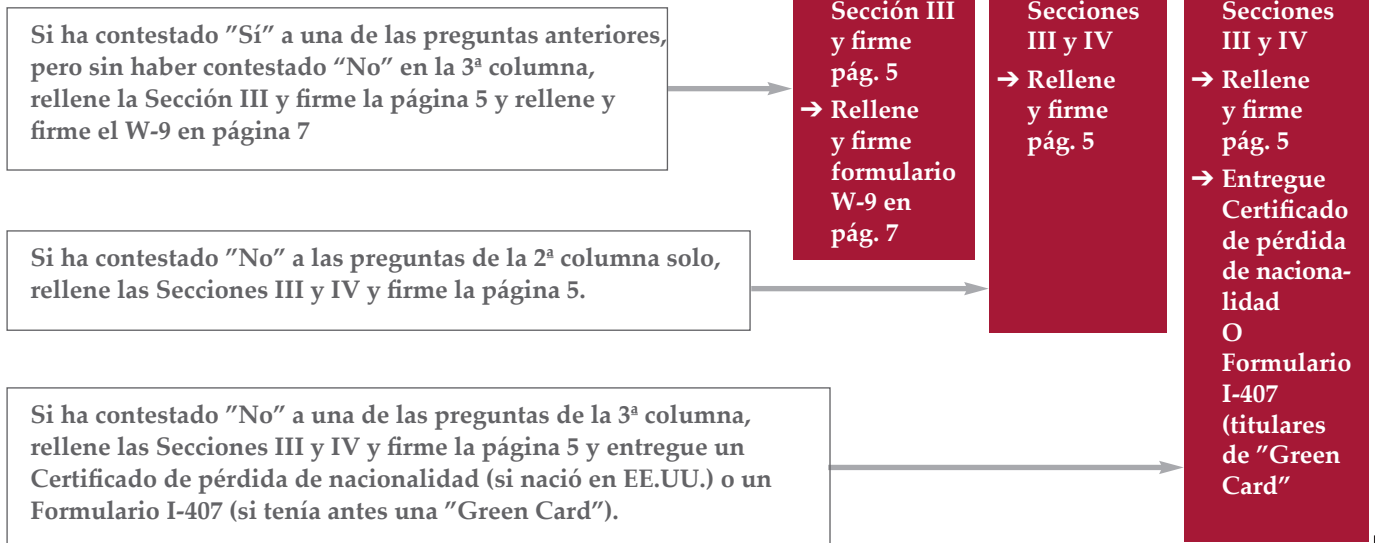 Si ha contestado ”Sí” a una de las preguntas anteriores,
pero sin haber contestado “No” en la 3ª columna,
rellene la Sección III y firme la página 5 y rellene y
firme el W-9 en página 7
Sección III
y firme
pág. 5
➔ Rellene
y firme
formulario
W-9 en
pág. 7
Secciones
III y IV
➔ Rellene
y firme
pág. 5
Secciones
III y IV
➔ Rellene
y firme
pág. 5
➔ Entregue
Certificado
de pérdida
de naciona-
lidad
O
Formulario
I-407
(titulares
de ”Green
Card”
Si ha contestado ”No” a las preguntas de la 2ª columna solo,
rellene las Secciones III y IV y firme la página 5.
Si ha contestado ”No” a una de las preguntas de la 3ª columna,
rellene las Secciones III y IV y firme la página 5 y entregue un
Certificado de pérdida de nacionalidad (si nació en EE.UU.) o un
Formulario I-407 (si tenía antes una ”Green Card”).